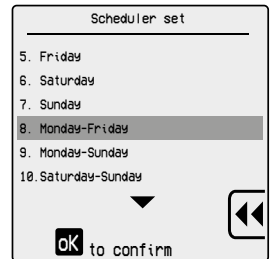 Scheduler set
5. Friday
6. Saturday
7. Sunday
8. Monday-Friday
9. Monday-Sunday
10.Saturday-Sunday
OK to confirm